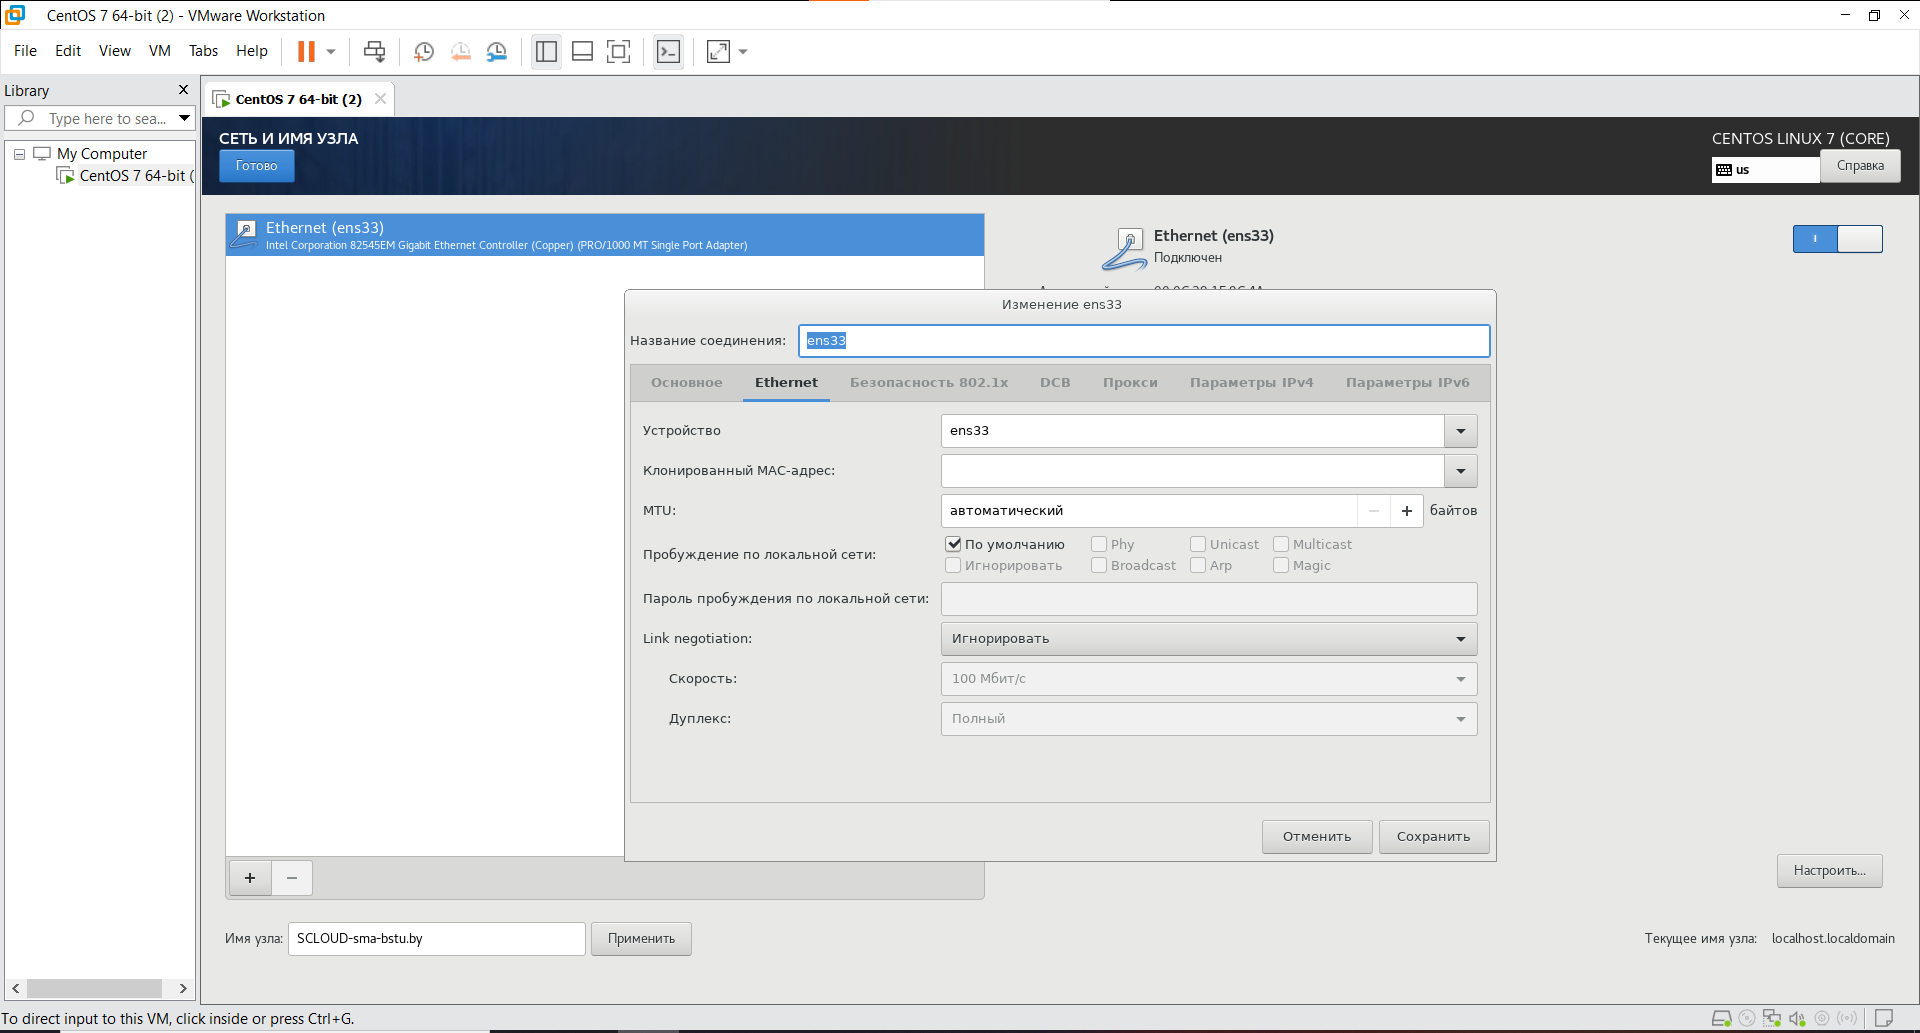 CentOS 7 64-bit (2) - VMware Workstation
File Edit View VM Tabs Help
Library
Type here to sea...
My Computer
CentOS 7 64-bit (
CentOS 7 64-bit (2)
СЕТЬ И ИМЯ УЗЛА
Готово
CENTOS LINUX 7 (CORE)
us
Справка
Ethernet (ens33)
Intel Corporation 82545EM Gigabit Ethernet Controller (Copper) (PRO/1000 MT Single Port Adapter)
Ethernet (ens33)
Подключен
Изменение ens33
Название соединения: ens33
Основное Ethernet Безопасность 802.1x DCB Прокси Параметры IPv4 Параметры IPv6
Устройство ens33
Клонированный MAC-адрес:
MTU: автоматический − + байтов
Пробуждение по локальной сети:
По умолчанию Phy Unicast Multicast
Игнорировать Broadcast Arp Magic
Пароль пробуждения по локальной сети:
Link negotiation: Игнорировать
Скорость: 100 Мбит/с
Дуплекс: Полный
Отменить Сохранить
+ −
Настроить...
Имя узла: SCLOUD-sma-bstu.by Применить
Текущее имя узла: localhost.localdomain
To direct input to this VM, click inside or press Ctrl+G.